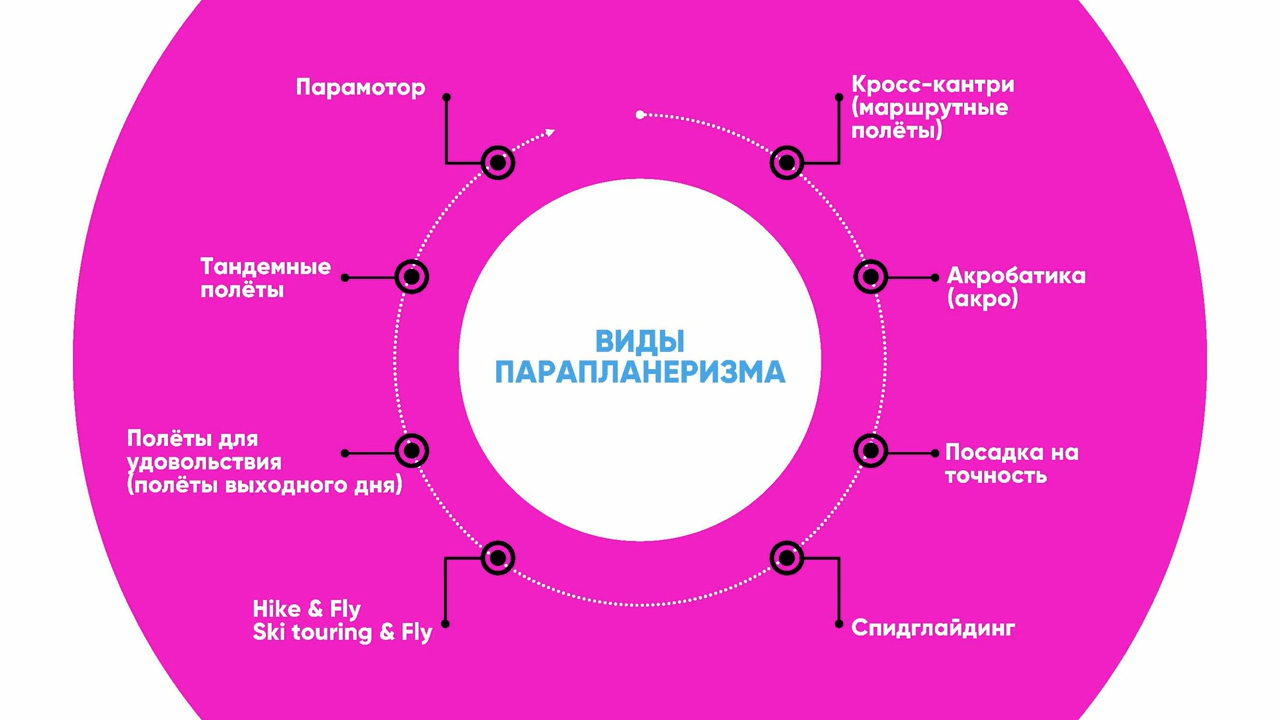 ВИДЫ
ПАРАПЛАНЕРИЗМА
Кросс-кантри
(маршрутные
полёты)
Акробатика
(акро)
Посадка на
точность
Спидглайдинг
Hike & Fly
Ski touring & Fly
Полёты для
удовольствия
(полёты выходного дня)
Тандемные
полёты
Парамотор